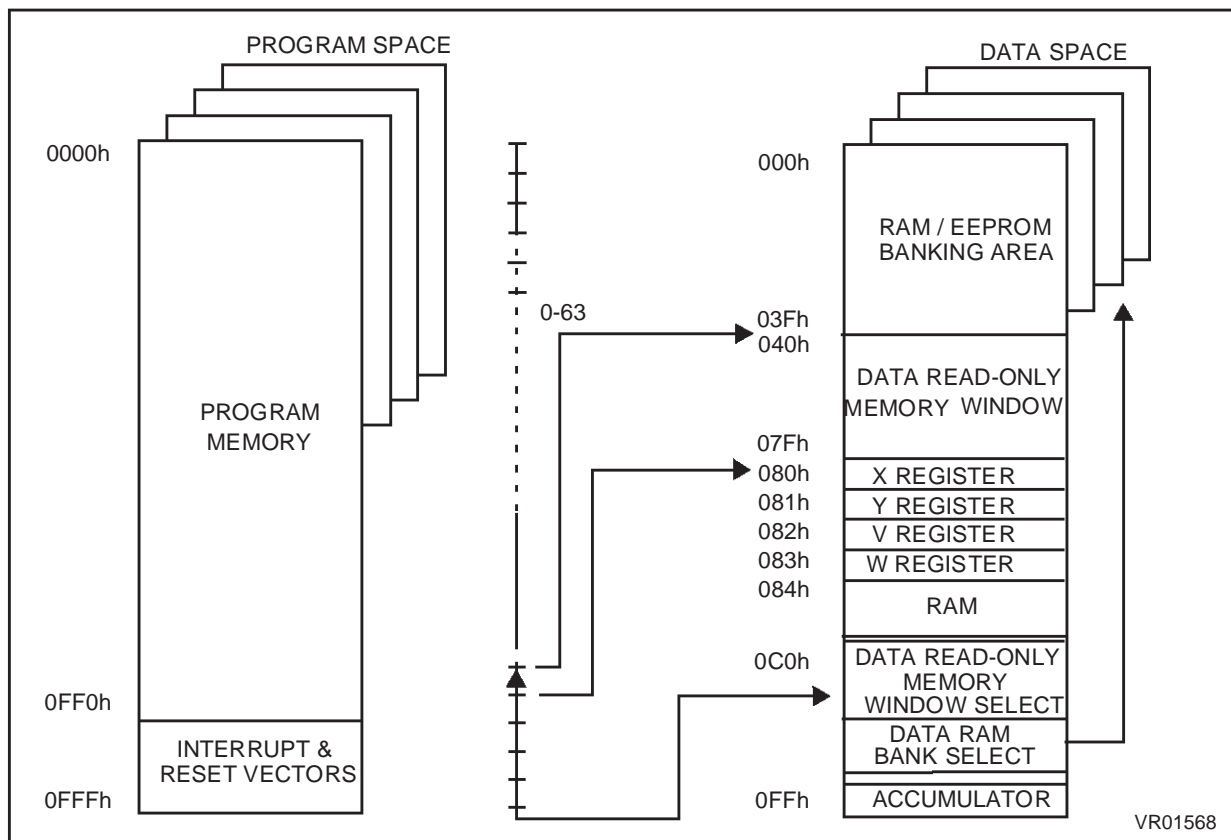 PROGRAM SPACE
0000h
PROGRAM
MEMORY
0FF0h
INTERRUPT &
RESET VECTORS
0FFFh
0-63
DATA SPACE
000h
RAM / EEPROM
BANKING AREA
03Fh
040h
DATA READ-ONLY
MEMORY WINDOW
07Fh
080h
X REGISTER
081h
Y REGISTER
082h
V REGISTER
083h
W REGISTER
084h
RAM
0C0h
DATA READ-ONLY
MEMORY
WINDOW SELECT
DATA RAM
BANK SELECT
0FFh
ACCUMULATOR
VR01568